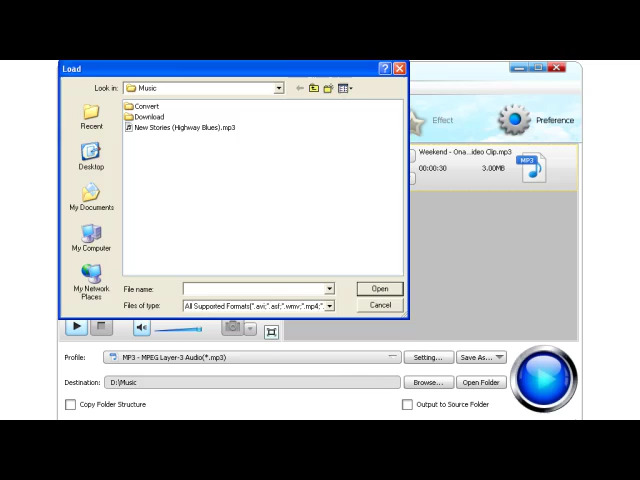 Load
Look in:
Music
Convert
Download
New Stories (Highway Blues).mp3
Recent
Desktop
My Documents
My Computer
My Network Places
File name:
Open
Files of type:
All Supported Formats(*.avi;*.asf;*.wmv;*.mp4;*
Cancel
Effect
Preference
Weekend - Ona...ideo Clip.mp3
00:00:30
3.00MB
MP3
Profile:
MP3 - MPEG Layer-3 Audio(*.mp3)
Setting...
Save As...
Destination:
D:\Music
Browse...
Open Folder
Copy Folder Structure
Output to Source Folder